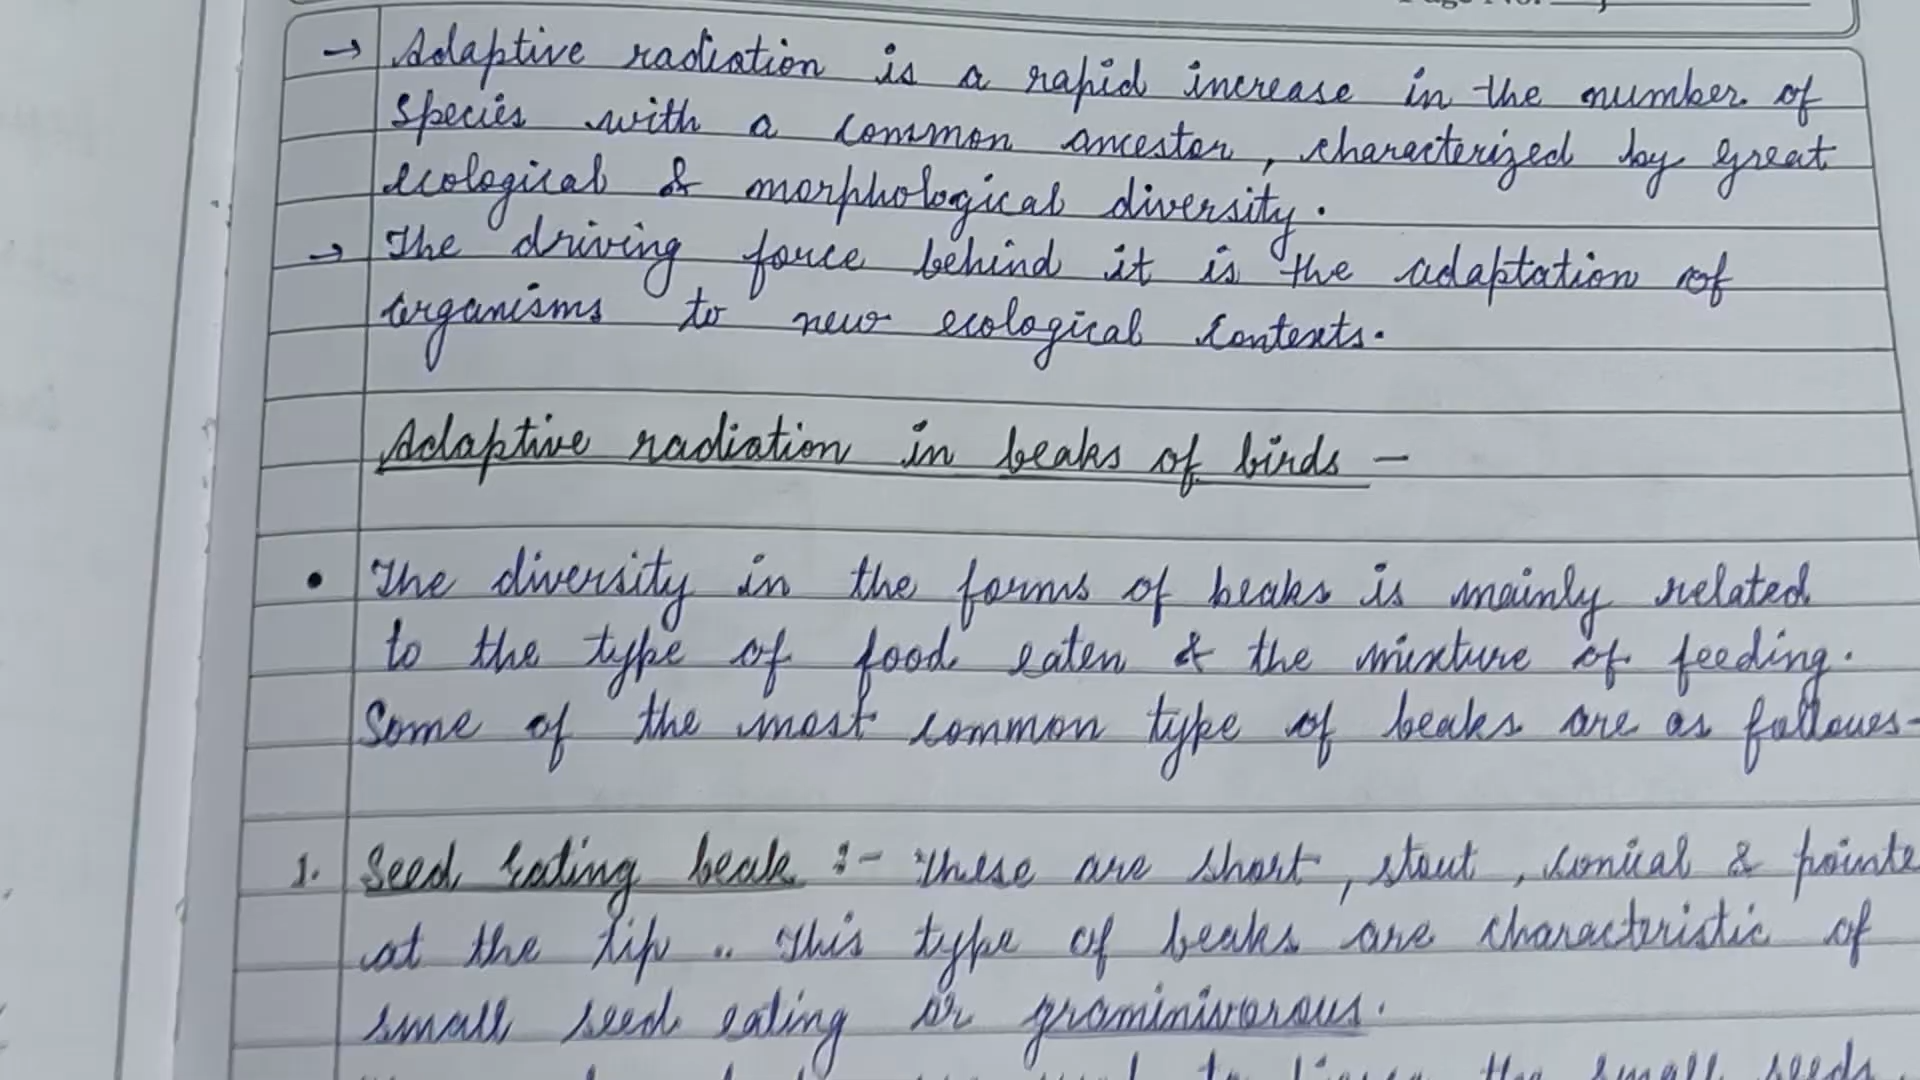 → Adaptive radiation is a rapid increase in the number of
species with a common ancestor, characterized by great
ecological & morphological diversity.
→ The driving force behind it is the adaptation of
organisms to new ecological contexts.
Adaptive radiation in beaks of birds -
• The diversity in the forms of beaks is mainly related
to the type of food eaten & the mixture of feeding.
Some of the most common type of beaks are as follows-
1. Seed Eating beak :- These are short, stout, conical & pointe
at the tip.. This type of beaks are characteristic of
small seed eating or graminivorous.
the small seeds.